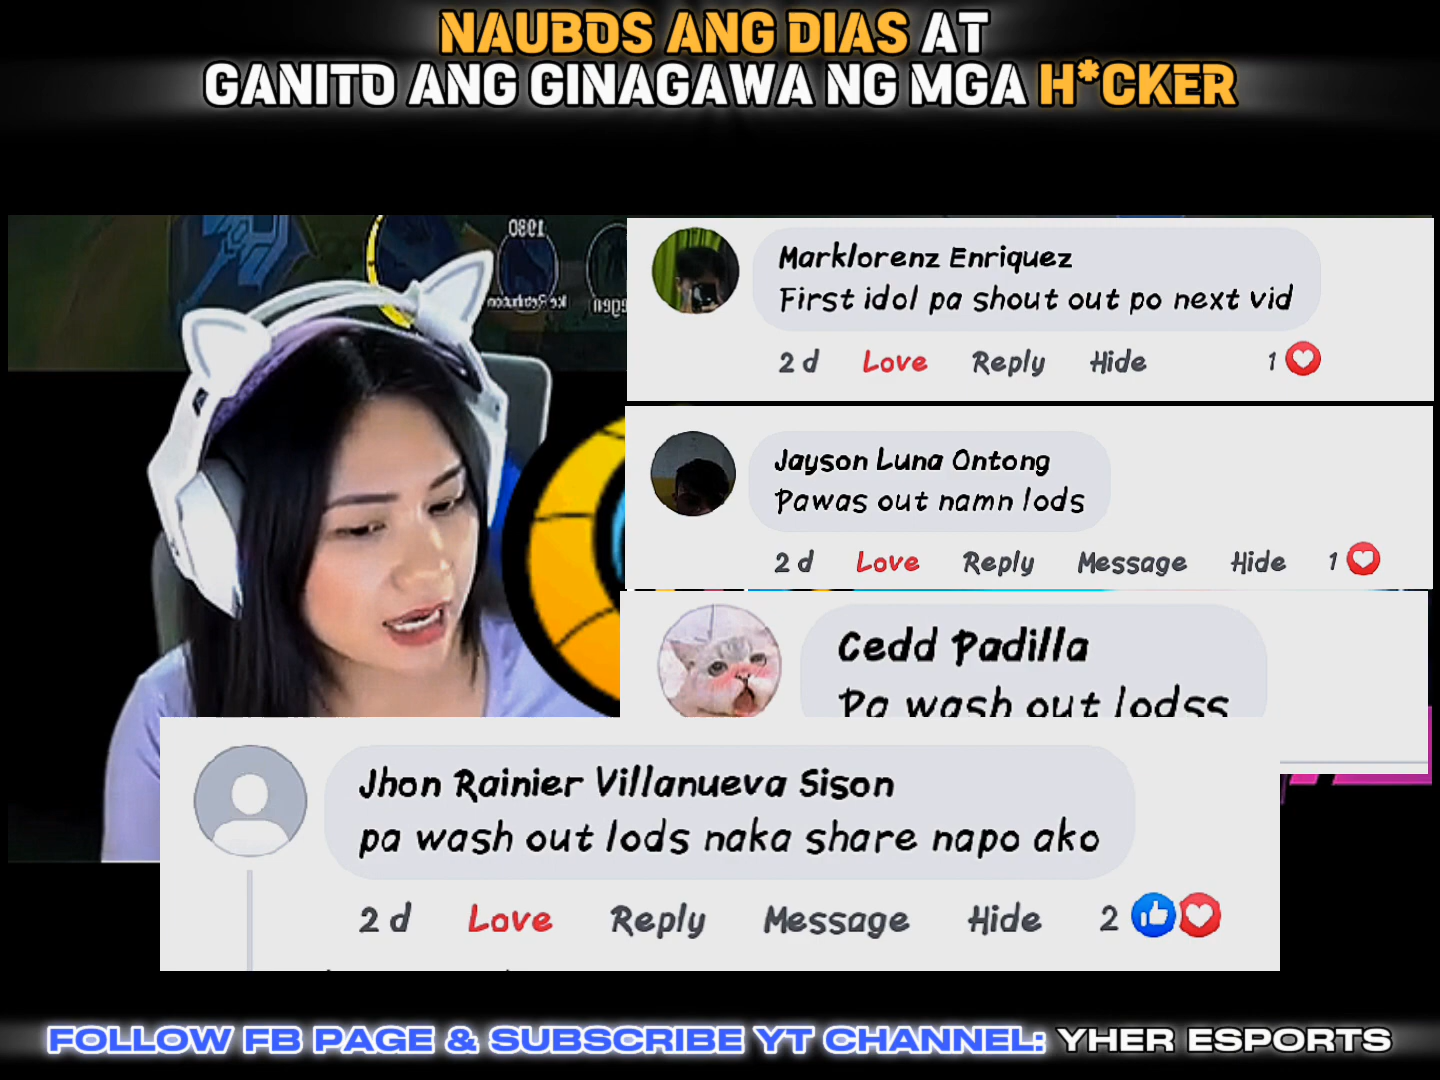 NAUBOS ANG DIAS AT
GANITO ANG GINAGAWA NG MGA H*CKER
1980
Marklorenz Enriquez
First idol pa shout out po next vid
2 d Love Reply Hide 1
Jayson Luna Ontong
Pawas out namn lods
2 d Love Reply Message Hide 1
Cedd Padilla
Pa wash out lodss
Jhon Rainier Villanueva Sison
pa wash out lods naka share napo ako
2 d Love Reply Message Hide 2
FOLLOW FB PAGE & SUBSCRIBE YT CHANNEL: YHER ESPORTS